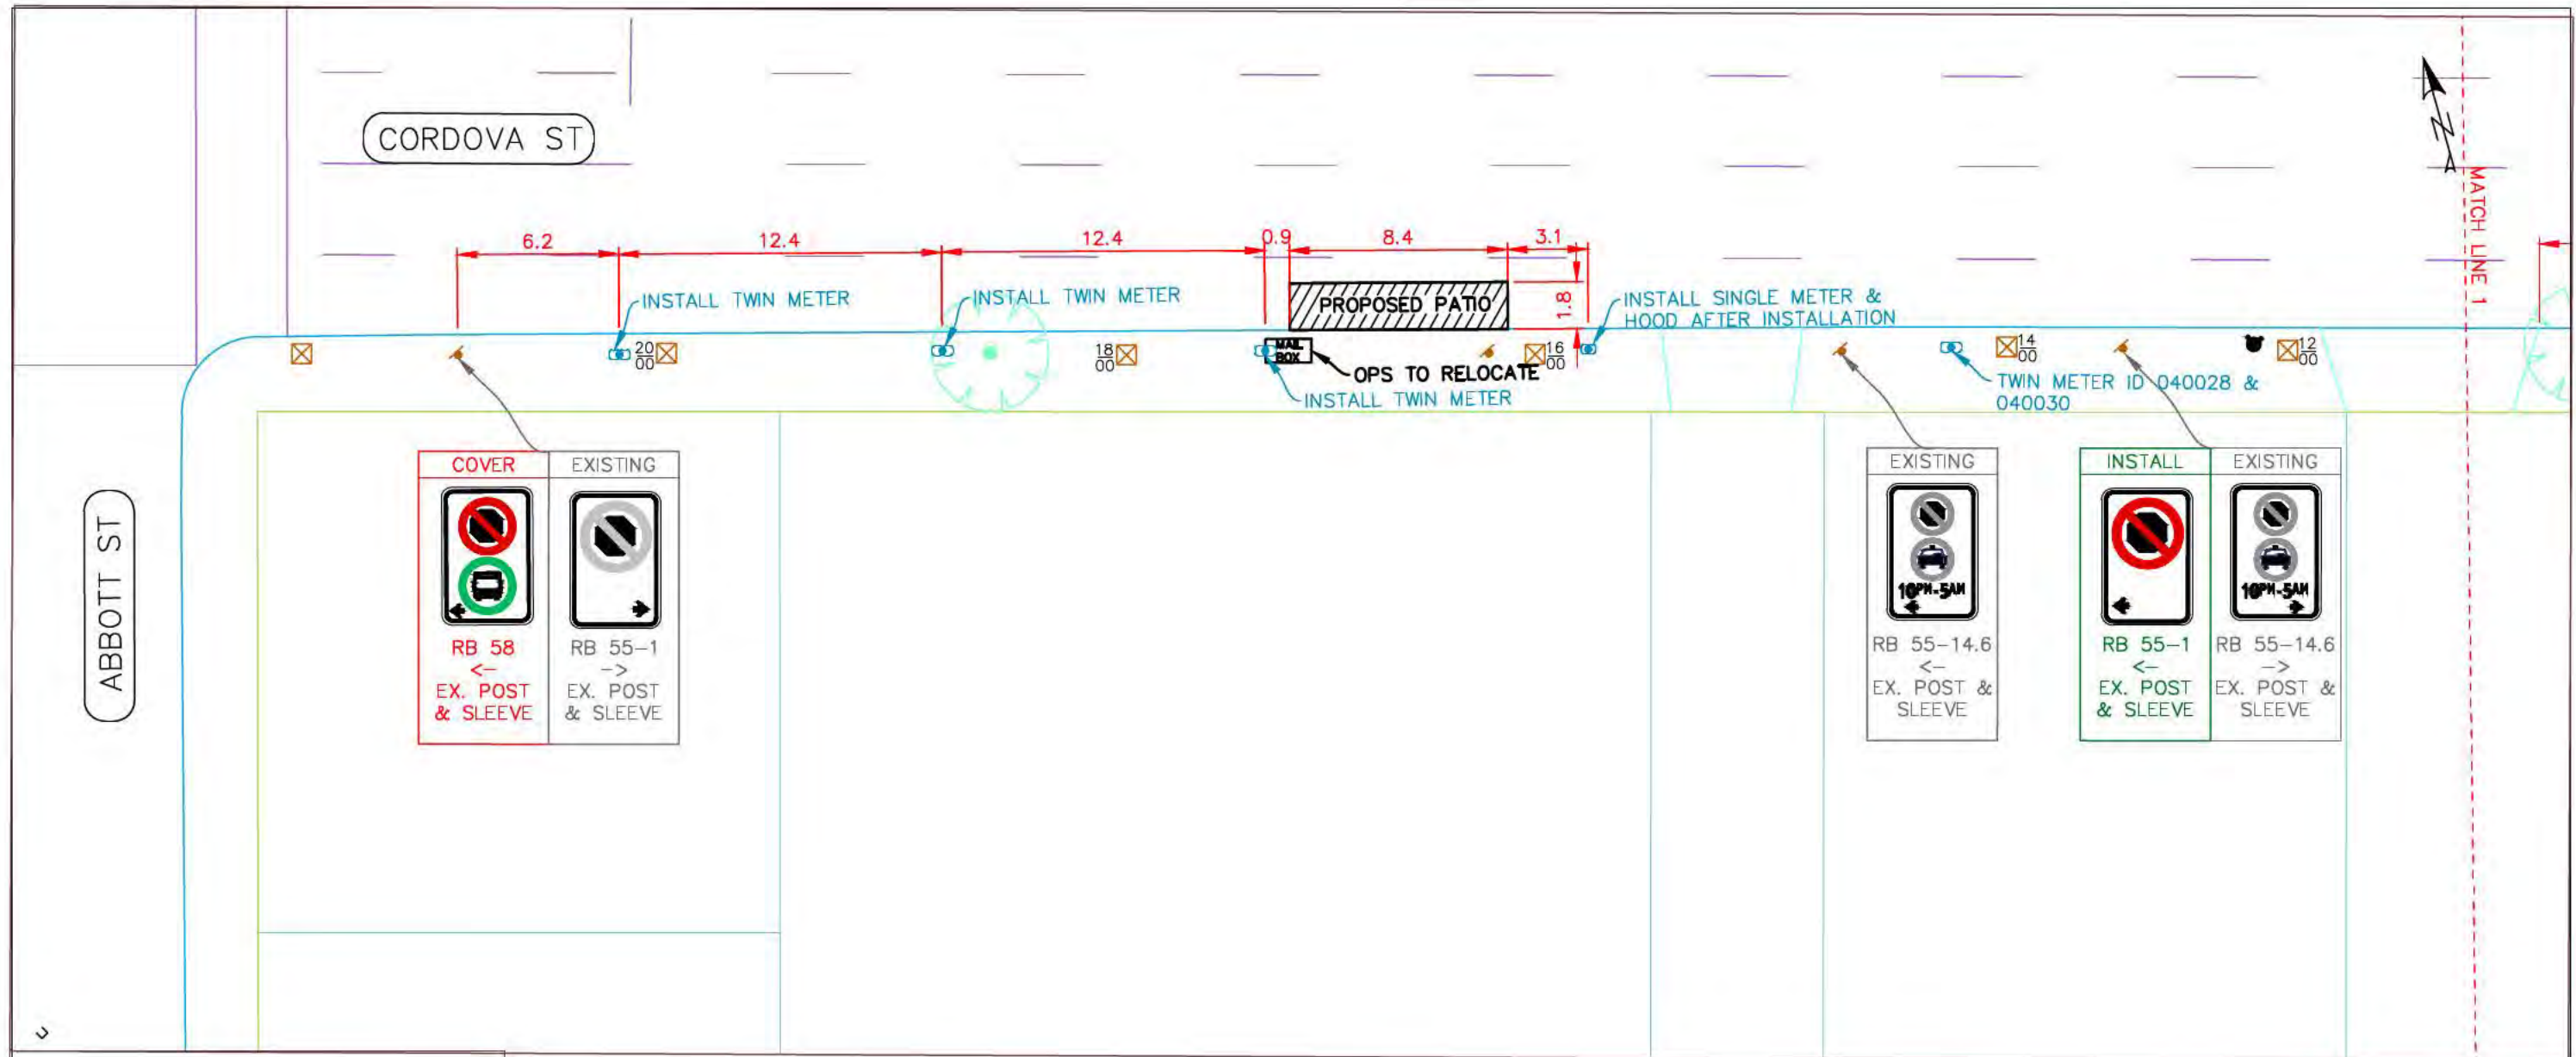 CORDOVA ST
N
MATCH LINE 1
6.2
12.4
12.4
0.9
8.4
3.1
1.8
INSTALL TWIN METER
INSTALL TWIN METER
PROPOSED PATIO
INSTALL SINGLE METER &
HOOD AFTER INSTALLATION
20
00
18
00
MAIL
BOX
16
00
14
00
12
00
OPS TO RELOCATE
INSTALL TWIN METER
TWIN METER ID 040028 &
040030
ABBOTT ST
COVER
RB 58
<-
EX. POST
& SLEEVE
EXISTING
RB 55-1
->
EX. POST
& SLEEVE
EXISTING
10PM-5AM
RB 55-14.6
<-
EX. POST &
SLEEVE
INSTALL
RB 55-1
<-
EX. POST
& SLEEVE
EXISTING
10PM-5AM
RB 55-14.6
->
EX. POST &
SLEEVE